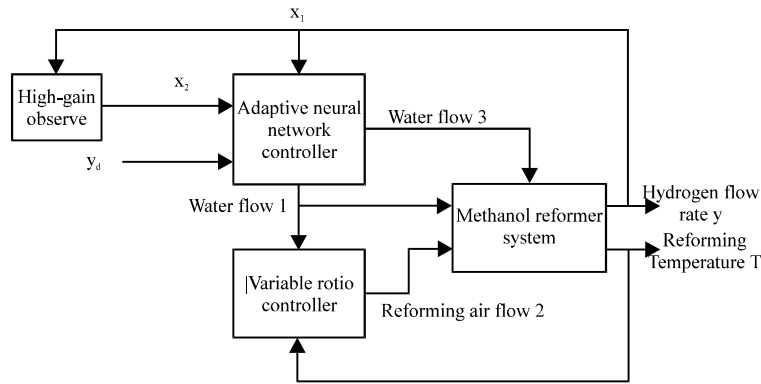 x1
High-gain
observe
x2
yd
Adaptive neural
network
controller
Water flow 3
Water flow 1
Methanol reformer
system
Hydrogen flow
rate y
Reforming
Temperature T
|Variable rotio
controller
Reforming air flow 2